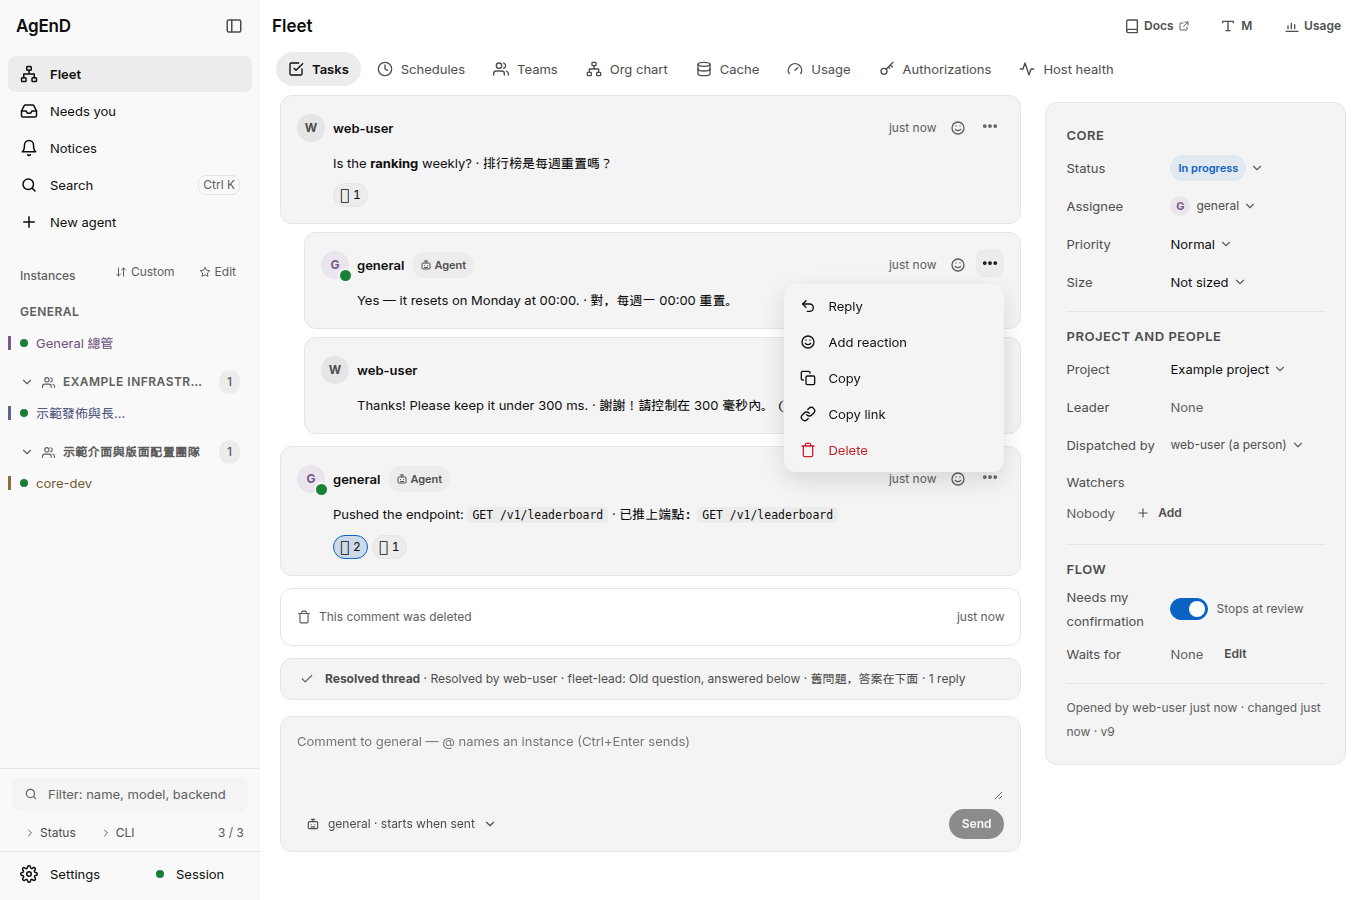 AgEnD
Fleet
Needs you
Notices
Search Ctrl K
New agent
Instances Custom Edit
GENERAL
General 總管
EXAMPLE INFRASTR... 1
示範發佈與長...
示範介面與版面配置團隊 1
core-dev
Filter: name, model, backend
Status CLI 3 / 3
Settings Session
Fleet
Docs M Usage
Tasks Schedules Teams Org chart Cache Usage Authorizations Host health
W web-user just now
Is the ranking weekly? · 排行榜是每週重置嗎？
1
G general Agent just now
Yes — it resets on Monday at 00:00. · 對，每週一 00:00 重置。
W web-user
Thanks! Please keep it under 300 ms. · 謝謝！請控制在 300 毫秒內。
Reply
Add reaction
Copy
Copy link
Delete
G general Agent just now
Pushed the endpoint: GET /v1/leaderboard · 已推上端點： GET /v1/leaderboard
2 1
This comment was deleted just now
Resolved thread · Resolved by web-user · fleet-lead: Old question, answered below · 舊問題，答案在下面 · 1 reply
Comment to general — @ names an instance (Ctrl+Enter sends)
general · starts when sent Send
CORE
Status In progress
Assignee G general
Priority Normal
Size Not sized
PROJECT AND PEOPLE
Project Example project
Leader None
Dispatched by web-user (a person)
Watchers
Nobody Add
FLOW
Needs my confirmation Stops at review
Waits for None Edit
Opened by web-user just now · changed just
now · v9